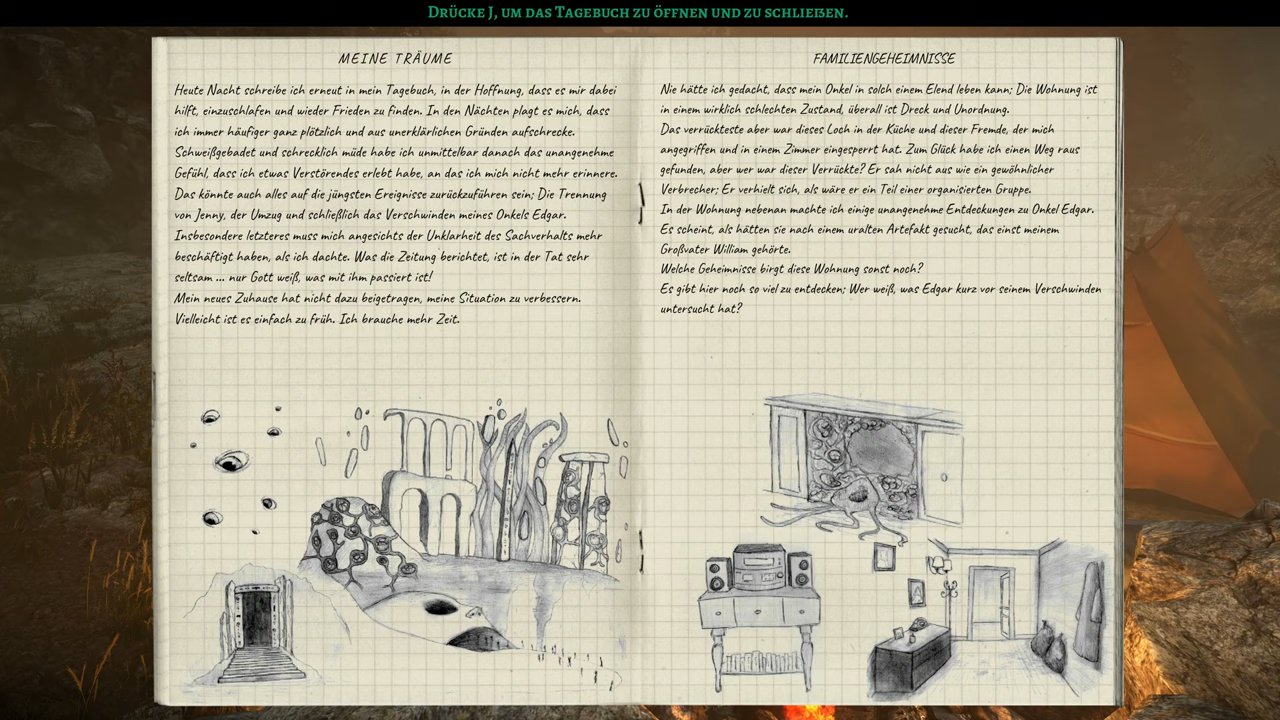 Drücke J, um das Tagebuch zu öffnen und zu schließen.
MEINE TRÄUME
Heute Nacht schreibe ich erneut in mein Tagebuch, in der Hoffnung, dass es mir dabei
hilft, einzuschlafen und wieder Frieden zu finden. In den Nächten plagt es mich, dass
ich immer häufiger ganz plötzlich und aus unerklärlichen Gründen aufschrecke.
Schweißgebadet und schrecklich müde habe ich unmittelbar danach das unangenehme
Gefühl, dass ich etwas Verstörendes erlebt habe, an das ich mich nicht mehr erinnere.
Das könnte auch alles auf die jüngsten Ereignisse zurückzuführen sein; Die Trennung
von Jenny, der Umzug und schließlich das Verschwinden meines Onkels Edgar.
Insbesondere letzteres muss mich angesichts der Unklarheit des Sachverhalts mehr
beschäftigt haben, als ich dachte. Was die Zeitung berichtet, ist in der Tat sehr
seltsam ... nur Gott weiß, was mit ihm passiert ist!
Mein neues Zuhause hat nicht dazu beigetragen, meine Situation zu verbessern.
Vielleicht ist es einfach zu früh. Ich brauche mehr Zeit.
FAMILIENGEHEIMNISSE
Nie hätte ich gedacht, dass mein Onkel in solch einem Elend leben kann; Die Wohnung ist
in einem wirklich schlechten Zustand, überall ist Dreck und Unordnung.
Das verrückteste aber war dieses Loch in der Küche und dieser Fremde, der mich
angegriffen und in einem Zimmer eingesperrt hat. Zum Glück habe ich einen Weg raus
gefunden, aber wer war dieser Verrückte? Er sah nicht aus wie ein gewöhnlicher
Verbrecher; Er verhielt sich, als wäre er ein Teil einer organisierten Gruppe.
In der Wohnung nebenan machte ich einige unangenehme Entdeckungen zu Onkel Edgar.
Es scheint, als hätten sie nach einem uralten Artefakt gesucht, das einst meinem
Großvater William gehörte.
Welche Geheimnisse birgt diese Wohnung sonst noch?
Es gibt hier noch so viel zu entdecken; Wer weiß, was Edgar kurz vor seinem Verschwinden
untersucht hat?